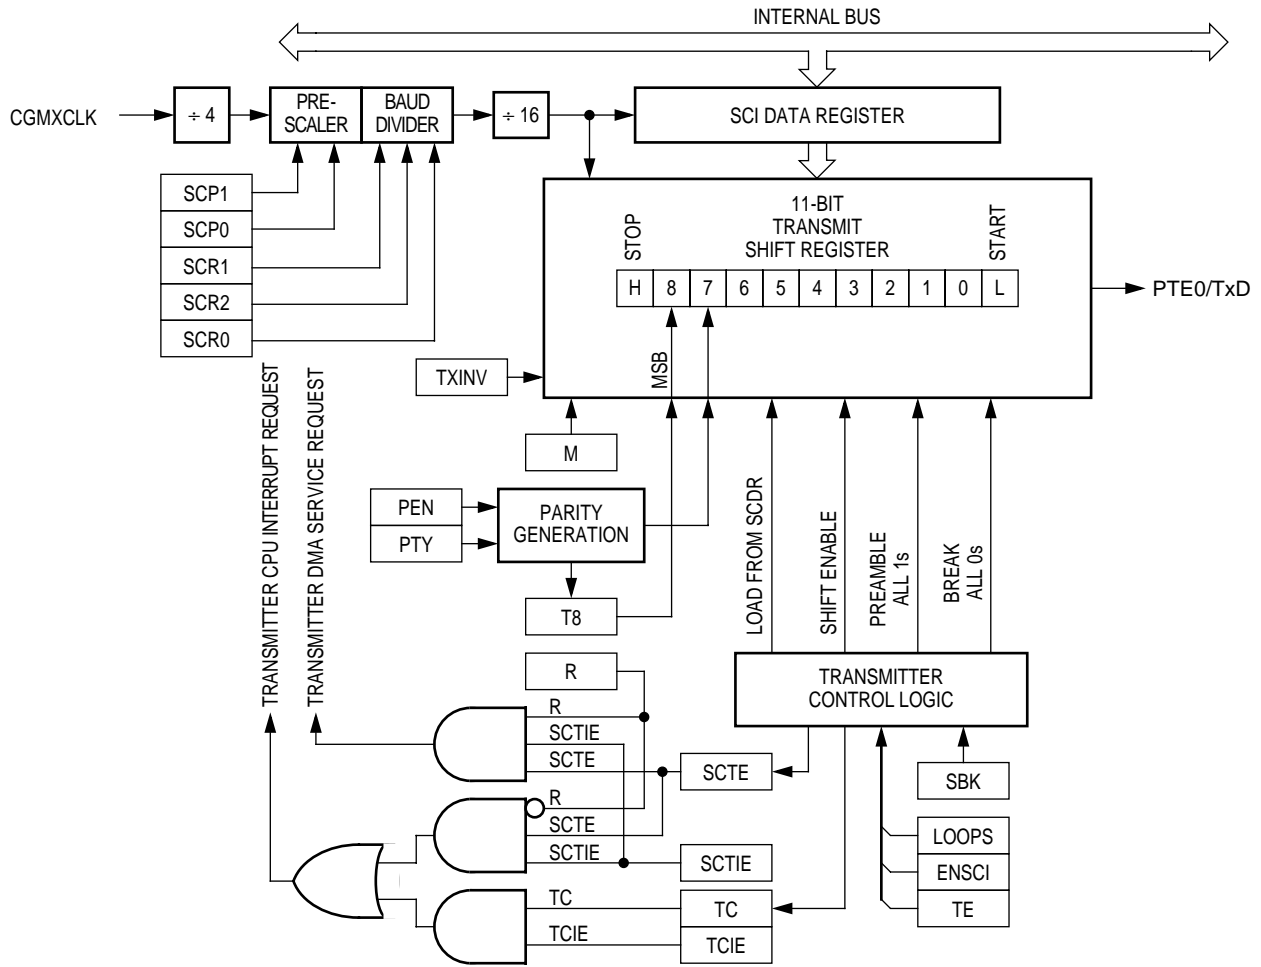 INTERNAL BUS
CGMXCLK
÷ 4
PRE-
SCALER
BAUD
DIVIDER
÷ 16
SCI DATA REGISTER
SCP1
SCP0
SCR1
SCR2
SCR0
11-BIT
TRANSMIT
SHIFT REGISTER
STOP
START
H 8 7 6 5 4 3 2 1 0 L
PTE0/TxD
TXINV
MSB
M
PEN
PTY
PARITY
GENERATION
T8
TRANSMITTER CPU INTERRUPT REQUEST
TRANSMITTER DMA SERVICE REQUEST
LOAD FROM SCDR
SHIFT ENABLE
PREAMBLE
ALL 1s
BREAK
ALL 0s
TRANSMITTER
CONTROL LOGIC
R
R
SCTIE
SCTE
SCTE
SBK
R
SCTE
SCTIE
SCTIE
LOOPS
ENSCI
TE
TC
TC
TCIE
TCIE